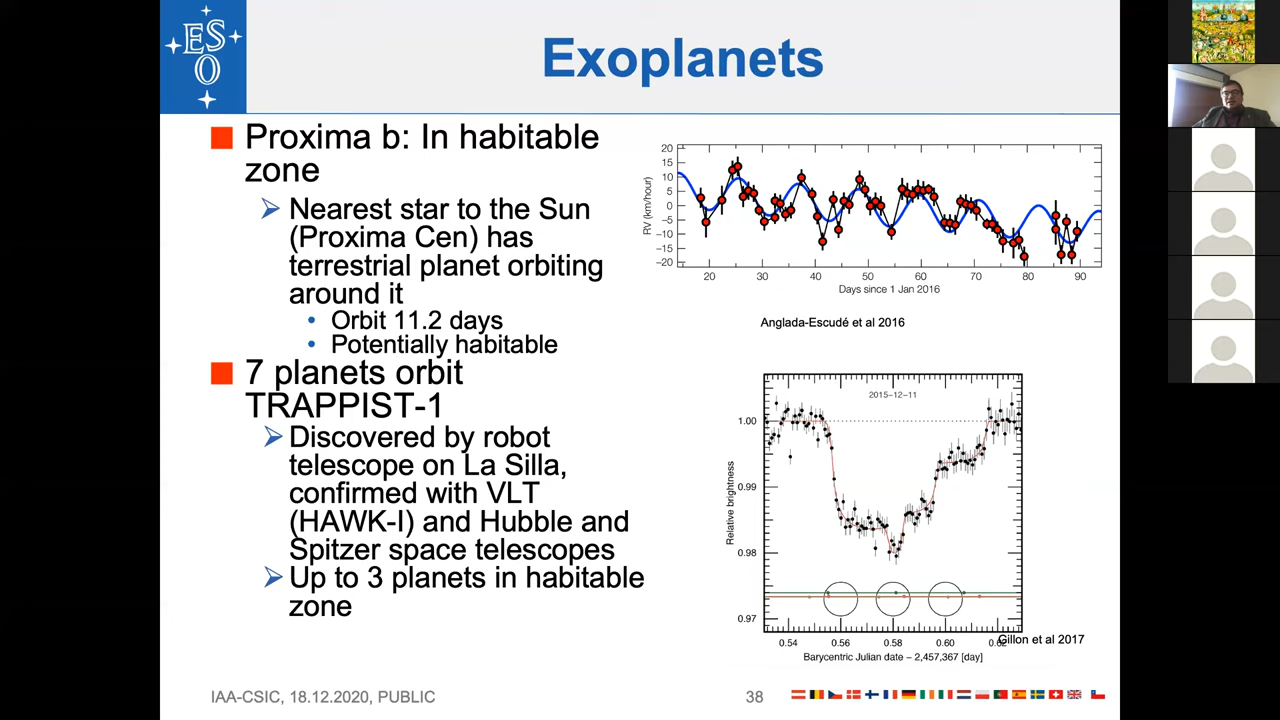 ESO
Exoplanets
Proxima b: In habitable
zone
Nearest star to the Sun
(Proxima Cen) has
terrestrial planet orbiting
around it
Orbit 11.2 days
Potentially habitable
7 planets orbit
TRAPPIST-1
Discovered by robot
telescope on La Silla,
confirmed with VLT
(HAWK-I) and Hubble and
Spitzer space telescopes
Up to 3 planets in habitable
zone
RV (km/hour)
20
15
10
5
0
−5
−10
−15
−20
20 30 40 50 60 70 80 90
Days since 1 Jan 2016
Anglada-Escudé et al 2016
2015−12−11
Relative brightness
1.00
0.99
0.98
0.97
0.54 0.56 0.58 0.60 0.62
Gillon et al 2017
Barycentric Julian date − 2,457,367 [day]
IAA-CSIC, 18.12.2020, PUBLIC
38